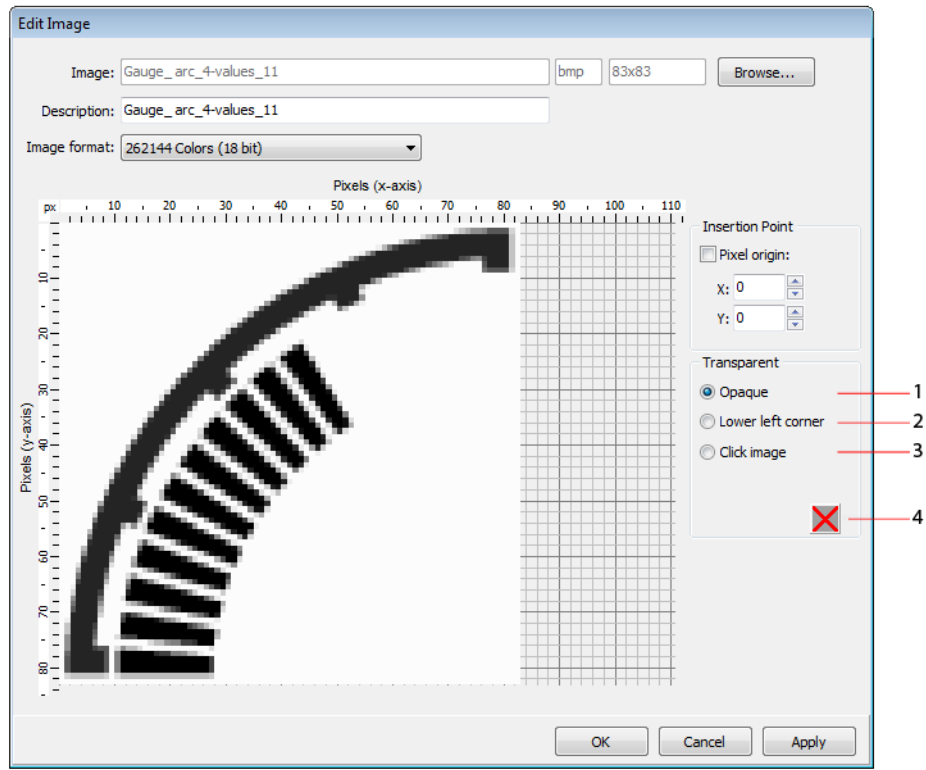 Edit Image
Image: Gauge_ arc_4-values_11 bmp 83x83 Browse...
Description: Gauge_ arc_4-values_11
Image format: 262144 Colors (18 bit)
Pixels (x-axis)
px 10 20 30 40 50 60 70 80 90 100 110
Insertion Point
Pixel origin:
X: 0
Y: 0
Transparent
Opaque 1
Lower left corner 2
Click image 3
4
Pixels (y-axis)
10
20
30
40
50
60
70
80
OK Cancel Apply